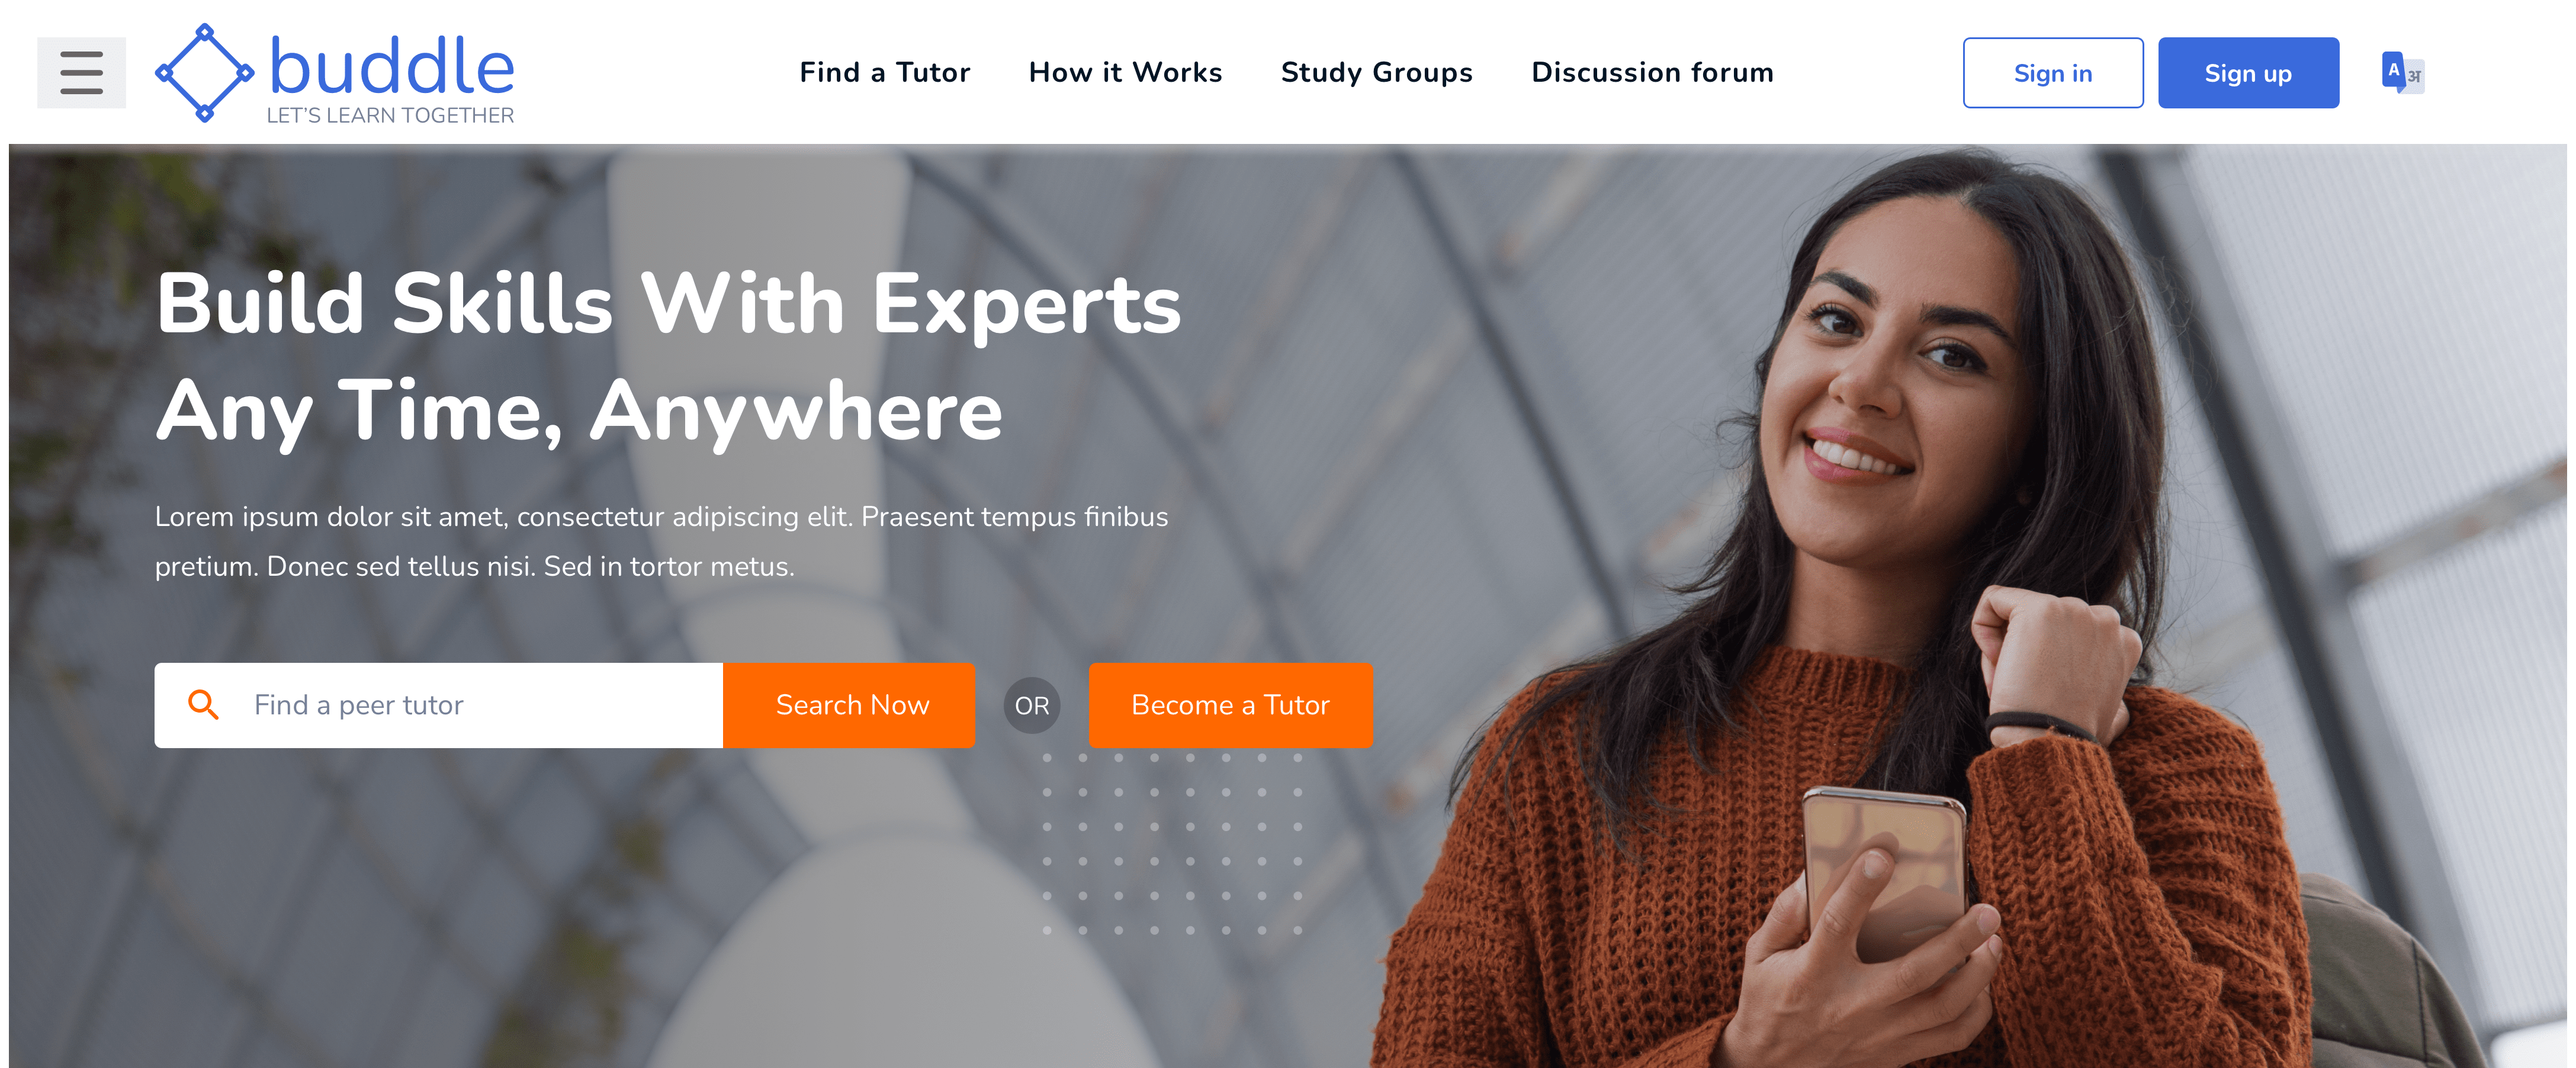 buddle
LET'S LEARN TOGETHER
Find a Tutor
How it Works
Study Groups
Discussion forum
Sign in
Sign up
A अ
Build Skills With Experts
Any Time, Anywhere
Lorem ipsum dolor sit amet, consectetur adipiscing elit. Praesent tempus finibus
pretium. Donec sed tellus nisi. Sed in tortor metus.
Find a peer tutor
Search Now
OR
Become a Tutor